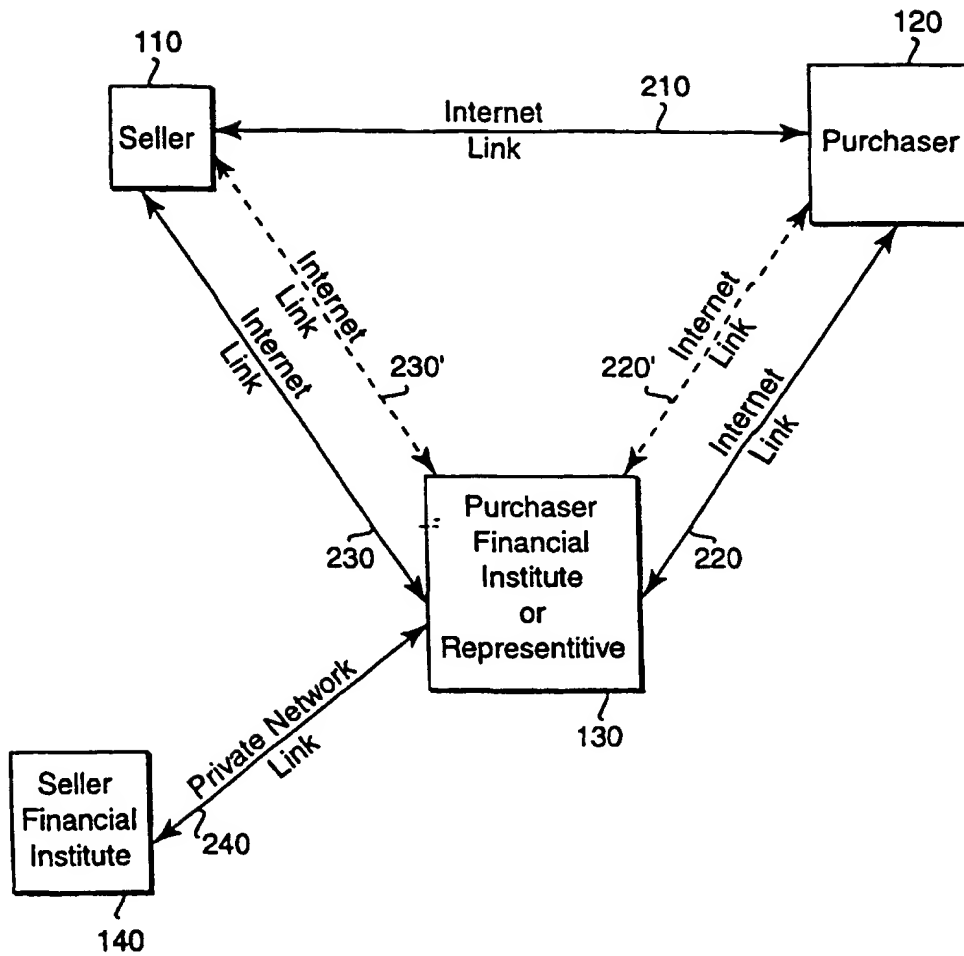 110
120
210
Seller
Internet
Link
Purchaser
Internet
Link
Internet
Link
230'
220'
Internet
Link
Internet
Link
230
Purchaser
Financial
Institute
or
Representitive
220
130
Private Network
Link
240
Seller
Financial
Institute
140